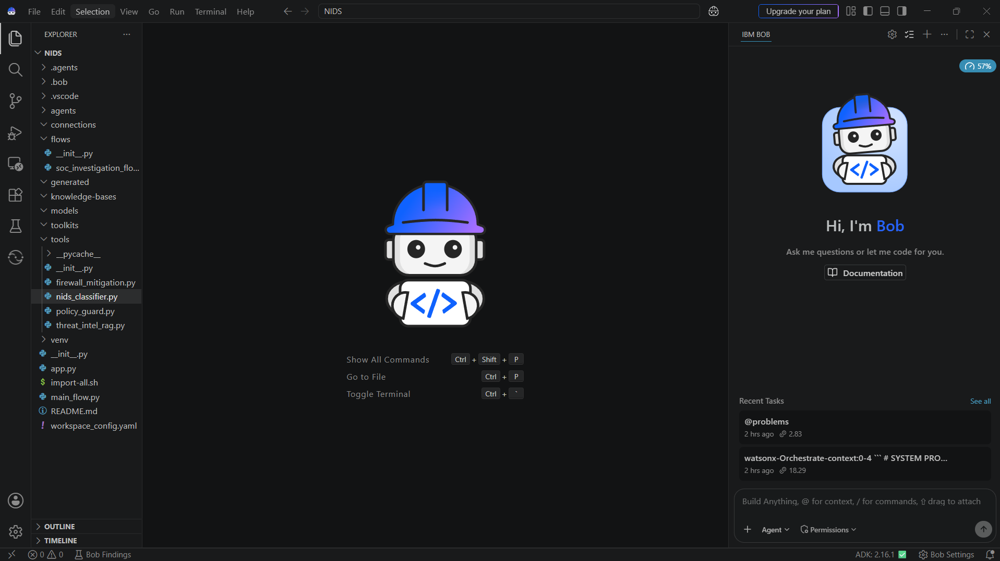 File Edit Selection View Go Run Terminal Help
NIDS
Upgrade your plan
EXPLORER
NIDS
.agents
.bob
.vscode
agents
connections
flows
__init__.py
soc_investigation_flo...
generated
knowledge-bases
models
toolkits
tools
__pycache__
__init__.py
firewall_mitigation.py
nids_classifier.py
policy_guard.py
threat_intel_rag.py
venv
__init__.py
app.py
$ import-all.sh
main_flow.py
README.md
! workspace_config.yaml
OUTLINE
TIMELINE
</>
Show All Commands Ctrl + Shift + P
Go to File Ctrl + P
Toggle Terminal Ctrl + `
IBM BOB
57%
</>
Hi, I'm Bob
Ask me questions or let me code for you.
Documentation
Recent Tasks See all
@problems
2 hrs ago 2.83
watsonx-Orchestrate-context:0-4 ``` # SYSTEM PRO...
2 hrs ago 18.29
Build Anything, @ for context, / for commands, ⇧ drag to attach
Agent Permissions
0 0 Bob Findings
ADK: 2.16.1 ✅ Bob Settings